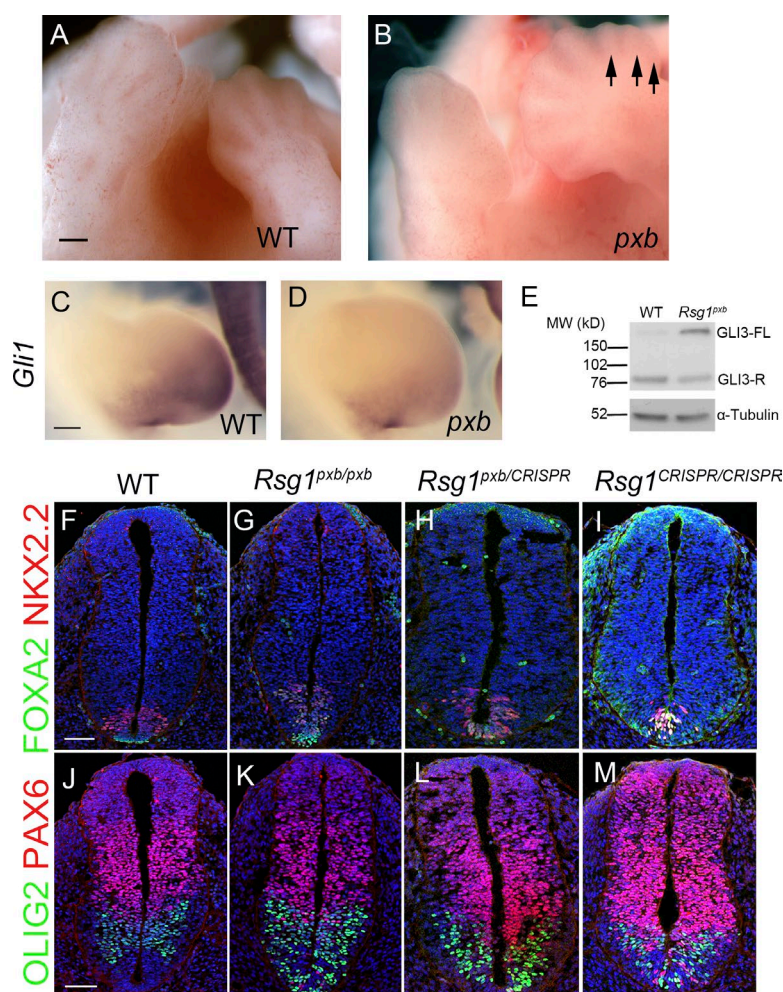 A
WT
B
pxb
C
WT
D
pxb
Gli1
E
WT Rsg1pxb
MW (kD)
150
102
76
52
GLI3-FL
GLI3-R
α-Tubulin
WT
Rsg1pxb/pxb
Rsg1pxb/CRISPR
Rsg1CRISPR/CRISPR
FOXA2 NKX2.2
F
G
H
I
OLIG2 PAX6
J
K
L
M